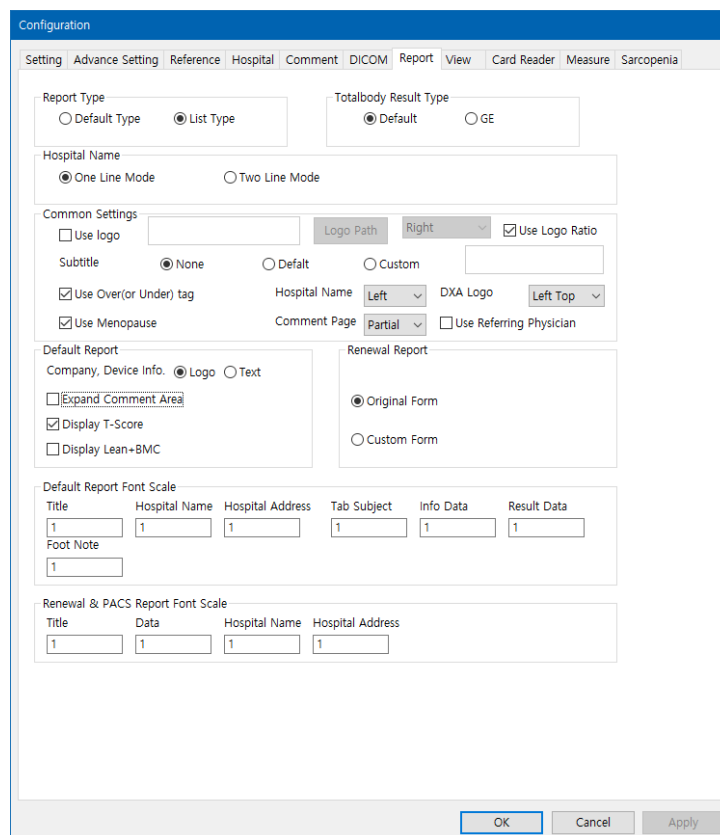 Configuration
Setting Advance Setting Reference Hospital Comment DICOM Report View Card Reader Measure Sarcopenia
Report Type
Default Type List Type
Totalbody Result Type
Default GE
Hospital Name
One Line Mode Two Line Mode
Common Settings
Use logo Logo Path Right Use Logo Ratio
Subtitle None Defalt Custom
Use Over(or Under) tag Hospital Name Left DXA Logo Left Top
Use Menopause Comment Page Partial Use Referring Physician
Default Report
Company, Device Info. Logo Text
Expand Comment Area
Display T-Score
Display Lean+BMC
Renewal Report
Original Form
Custom Form
Default Report Font Scale
Title Hospital Name Hospital Address Tab Subject Info Data Result Data
1 1 1 1 1 1
Foot Note
1
Renewal & PACS Report Font Scale
Title Data Hospital Name Hospital Address
1 1 1 1
OK Cancel Apply